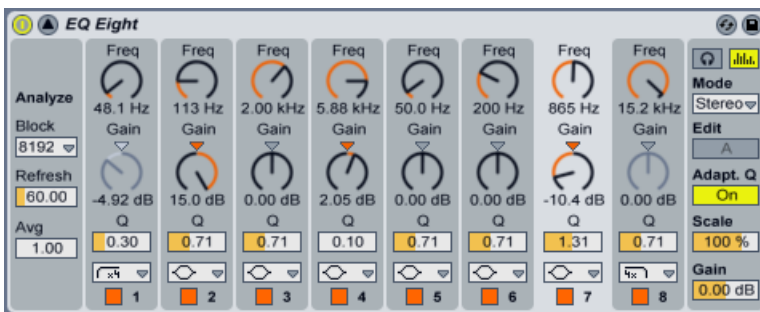 EQ Eight
Freq Freq Freq Freq Freq Freq Freq Freq
48.1 Hz 113 Hz 2.00 kHz 5.88 kHz 50.0 Hz 200 Hz 865 Hz 15.2 kHz
Gain Gain Gain Gain Gain Gain Gain Gain
-4.92 dB 15.0 dB 0.00 dB 2.05 dB 0.00 dB 0.00 dB -10.4 dB 0.00 dB
Q Q Q Q Q Q Q Q
0.30 0.71 0.71 0.10 0.71 0.71 1.31 0.71
x4 4x
1 2 3 4 5 6 7 8
Analyze
Block
8192
Refresh
60.00
Avg
1.00
Mode
Stereo
Edit
A
Adapt. Q
On
Scale
100 %
Gain
0.00 dB